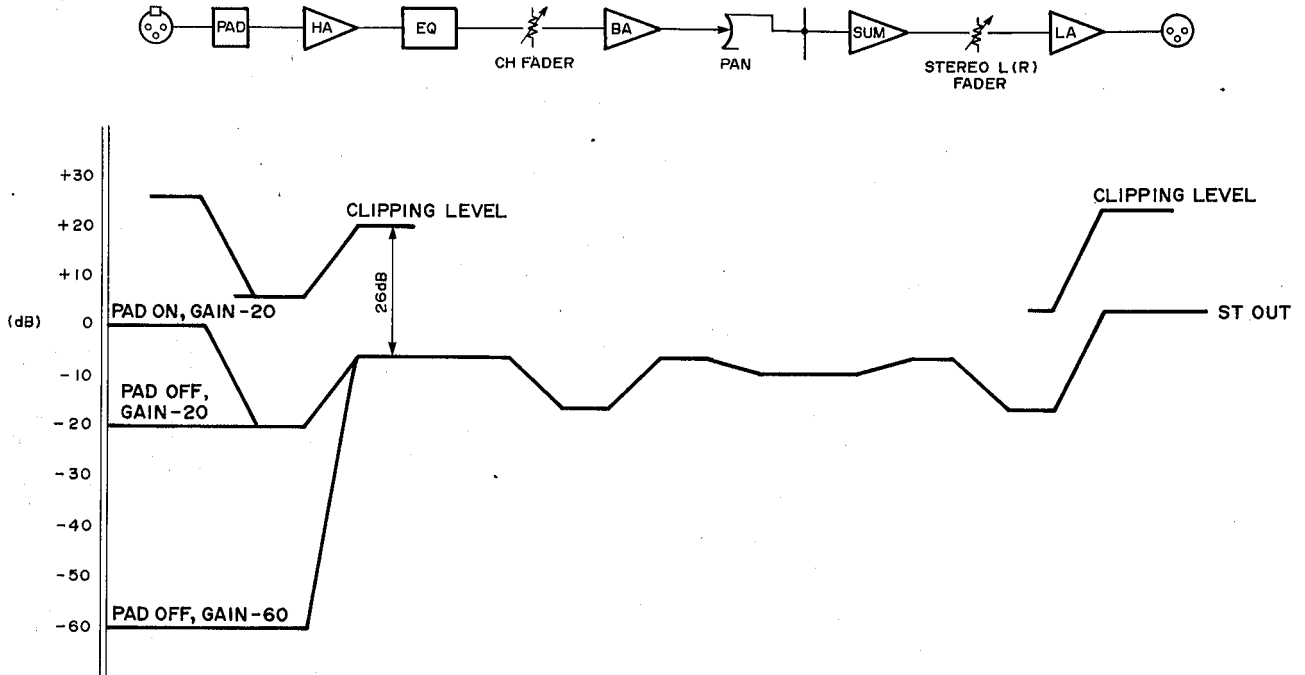 PAD HA EQ BA SUM LA
CH FADER PAN STEREO L(R)
FADER
+30
CLIPPING LEVEL CLIPPING LEVEL
+20
+10
26dB
PAD ON, GAIN-20
(dB) 0 ST OUT
-10
PAD OFF,
GAIN-20
-20
-30
-40
-50
PAD OFF, GAIN-60
-60